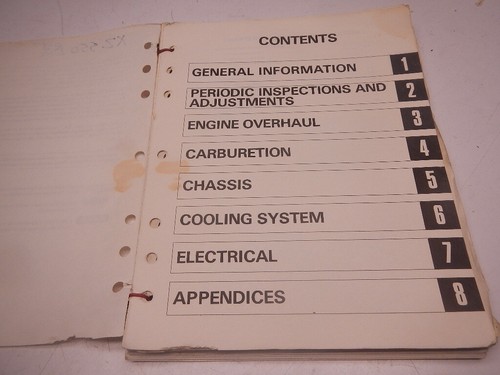 CONTENTS
GENERAL INFORMATION 1
PERIODIC INSPECTIONS AND
ADJUSTMENTS 2
ENGINE OVERHAUL 3
CARBURETION 4
CHASSIS 5
COOLING SYSTEM 6
ELECTRICAL 7
APPENDICES 8